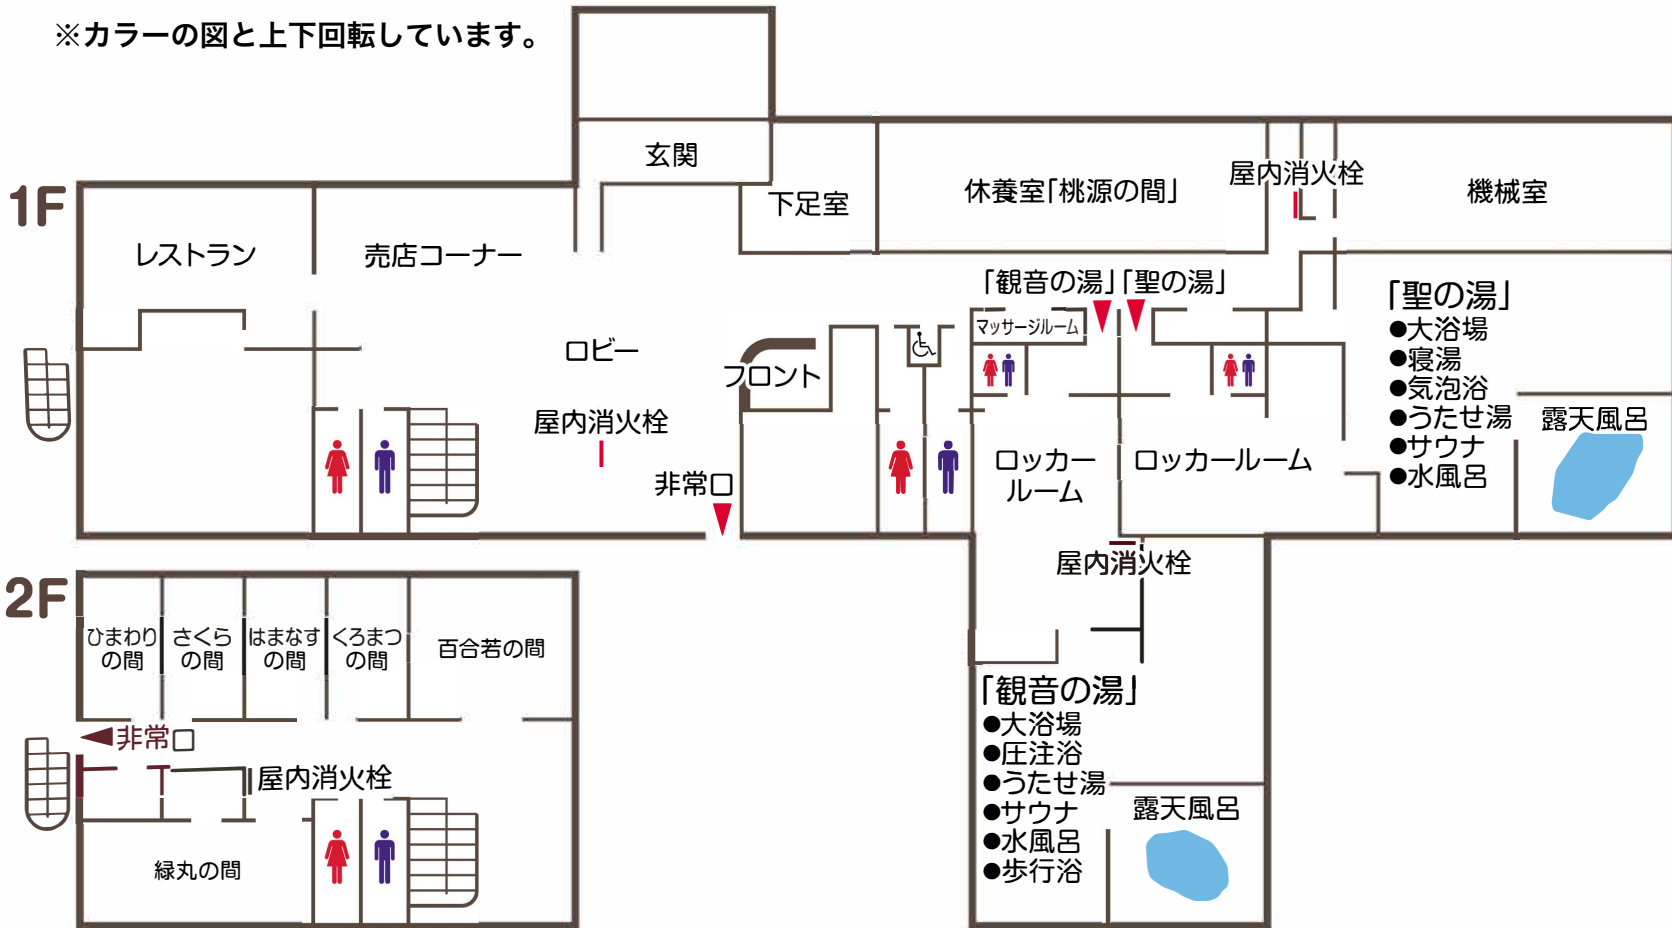 ※カラーの図と上下回転しています。
1F
玄関
下足室
休養室「桃源の間」
屋内消火栓
機械室
レストラン
売店コーナー
「観音の湯」「聖の湯」
マッサージルーム
ロビー
フロント
屋内消火栓
非常口
ロッカー
ルーム
ロッカールーム
「聖の湯」
●大浴場
●寝湯
●気泡浴
●うたせ湯
●サウナ
●水風呂
露天風呂
屋内消火栓
「観音の湯」
●大浴場
●圧注浴
●うたせ湯
●サウナ
●水風呂
●歩行浴
露天風呂
2F
ひまわり
の間
さくら
の間
はまなす
の間
くろまつ
の間
百合若の間
非常口
屋内消火栓
緑丸の間